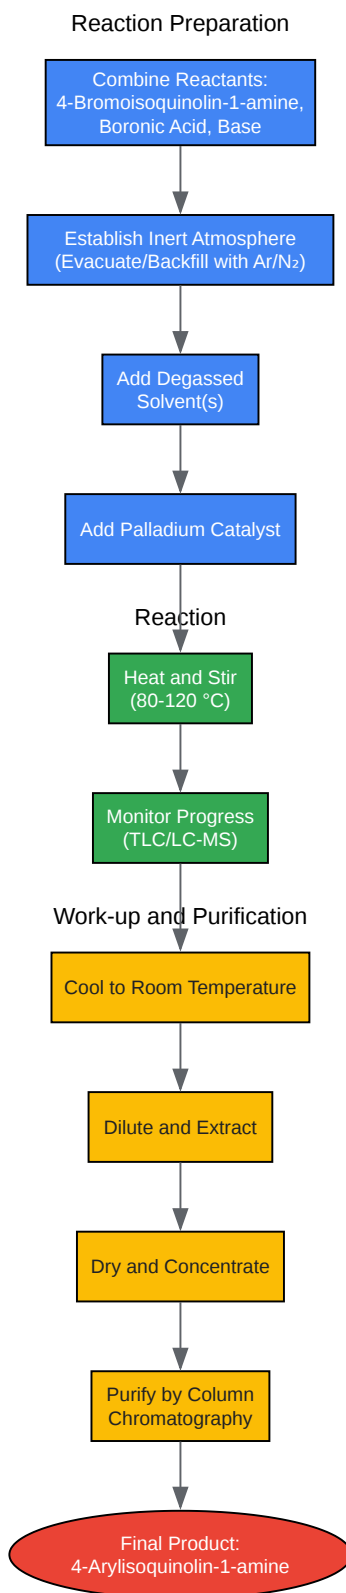 Reaction Preparation
Combine Reactants:
4-Bromoisoquinolin-1-amine,
Boronic Acid, Base
Establish Inert Atmosphere
(Evacuate/Backfill with Ar/N₂)
Add Degassed
Solvent(s)
Add Palladium Catalyst
Reaction
Heat and Stir
(80-120 °C)
Monitor Progress
(TLC/LC-MS)
Work-up and Purification
Cool to Room Temperature
Dilute and Extract
Dry and Concentrate
Purify by Column
Chromatography
Final Product:
4-Arylisoquinolin-1-amine